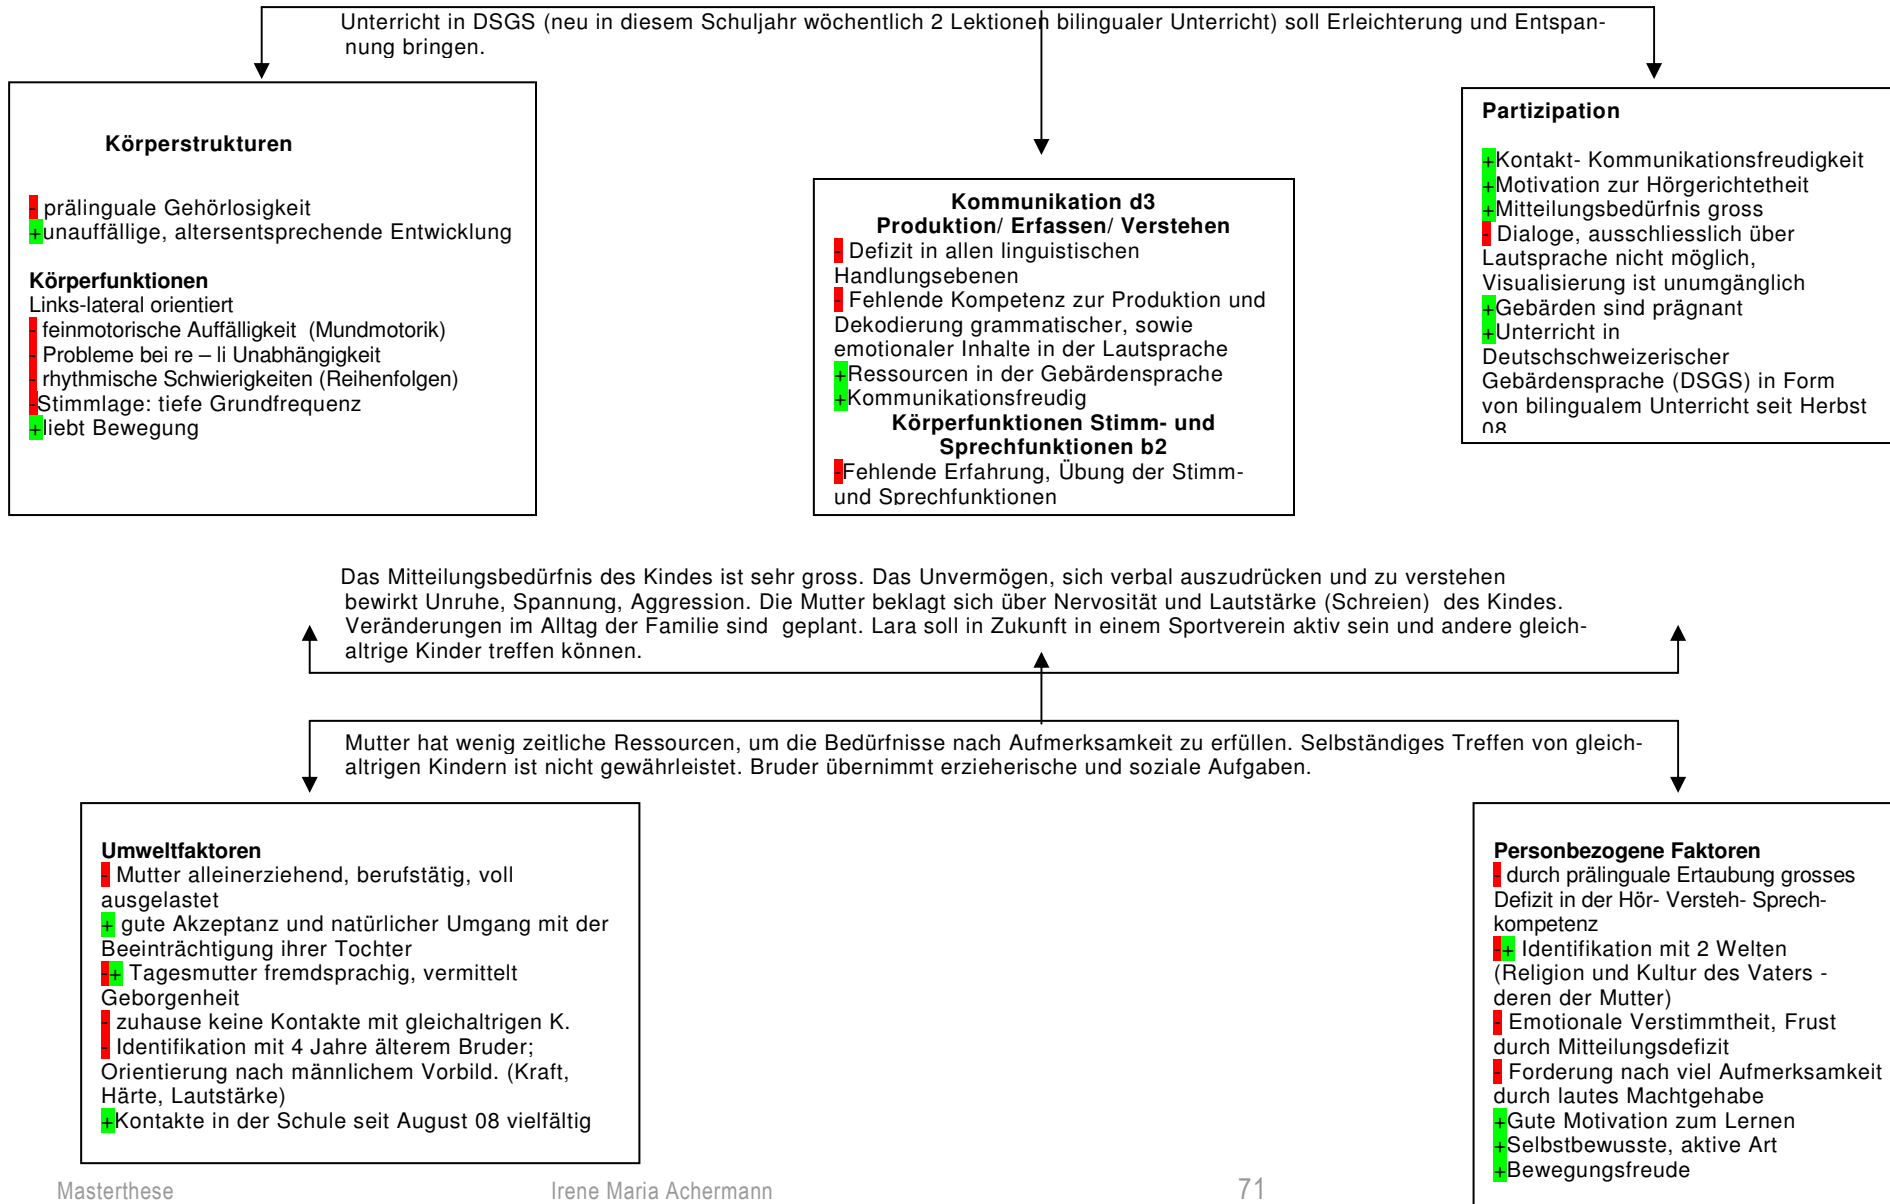 Unterricht in DSGS (neu in diesem Schuljahr wöchentlich 2 Lektionen bilingualer Unterricht) soll Erleichterung und Entspan-
nung bringen.
Körperstrukturen
- prälinguale Gehörlosigkeit
+unauffällige, altersentsprechende Entwicklung
Körperfunktionen
Links-lateral orientiert
- feinmotorische Auffälligkeit (Mundmotorik)
- Probleme bei re – li Unabhängigkeit
- rhythmische Schwierigkeiten (Reihenfolgen)
-Stimmlage: tiefe Grundfrequenz
+liebt Bewegung
Kommunikation d3
Produktion/ Erfassen/ Verstehen
- Defizit in allen linguistischen
Handlungsebenen
- Fehlende Kompetenz zur Produktion und
Dekodierung grammatischer, sowie
emotionaler Inhalte in der Lautsprache
+Ressourcen in der Gebärdensprache
+Kommunikationsfreudig
Körperfunktionen Stimm- und
Sprechfunktionen b2
-Fehlende Erfahrung, Übung der Stimm-
und Sprechfunktionen
Partizipation
+Kontakt- Kommunikationsfreudigkeit
+Motivation zur Hörgerichtetheit
+Mitteilungsbedürfnis gross
- Dialoge, ausschliesslich über
Lautsprache nicht möglich,
Visualisierung ist unumgänglich
+Gebärden sind prägnant
+Unterricht in
Deutschschweizerischer
Gebärdensprache (DSGS) in Form
von bilingualem Unterricht seit Herbst
08
Das Mitteilungsbedürfnis des Kindes ist sehr gross. Das Unvermögen, sich verbal auszudrücken und zu verstehen
bewirkt Unruhe, Spannung, Aggression. Die Mutter beklagt sich über Nervosität und Lautstärke (Schreien) des Kindes.
Veränderungen im Alltag der Familie sind geplant. Lara soll in Zukunft in einem Sportverein aktiv sein und andere gleich-
altrige Kinder treffen können.
Mutter hat wenig zeitliche Ressourcen, um die Bedürfnisse nach Aufmerksamkeit zu erfüllen. Selbständiges Treffen von gleich-
altrigen Kindern ist nicht gewährleistet. Bruder übernimmt erzieherische und soziale Aufgaben.
Umweltfaktoren
- Mutter alleinerziehend, berufstätig, voll
ausgelastet
+ gute Akzeptanz und natürlicher Umgang mit der
Beeinträchtigung ihrer Tochter
-+ Tagesmutter fremdsprachig, vermittelt
Geborgenheit
- zuhause keine Kontakte mit gleichaltrigen K.
- Identifikation mit 4 Jahre älterem Bruder;
Orientierung nach männlichem Vorbild. (Kraft,
Härte, Lautstärke)
+Kontakte in der Schule seit August 08 vielfältig
Personbezogene Faktoren
- durch prälinguale Ertaubung grosses
Defizit in der Hör- Versteh- Sprech-
kompetenz
-+ Identifikation mit 2 Welten
(Religion und Kultur des Vaters -
deren der Mutter)
- Emotionale Verstimmtheit, Frust
durch Mitteilungsdefizit
- Forderung nach viel Aufmerksamkeit
durch lautes Machtgehabe
+Gute Motivation zum Lernen
+Selbstbewusste, aktive Art
+Bewegungsfreude
Masterthese Irene Maria Achermann 71